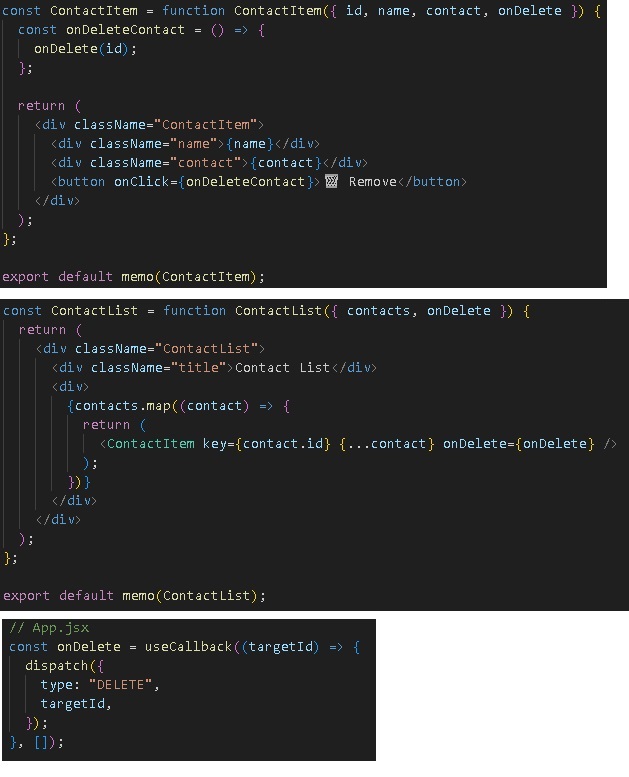 const ContactItem = function ContactItem({ id, name, contact, onDelete }) {
  const onDeleteContact = () => {
    onDelete(id);
  };

  return (
    <div className="ContactItem">
      <div className="name">{name}</div>
      <div className="contact">{contact}</div>
      <button onClick={onDeleteContact}>🗑️ Remove</button>
    </div>
  );
};

export default memo(ContactItem);

const ContactList = function ContactList({ contacts, onDelete }) {
  return (
    <div className="ContactList">
      <div className="title">Contact List</div>
      <div>
        {contacts.map((contact) => {
          return (
            <ContactItem key={contact.id} {...contact} onDelete={onDelete} />
          );
        })}
      </div>
    </div>
  );
};

export default memo(ContactList);

// App.jsx
const onDelete = useCallback((targetId) => {
  dispatch({
    type: "DELETE",
    targetId,
  });
}, []);